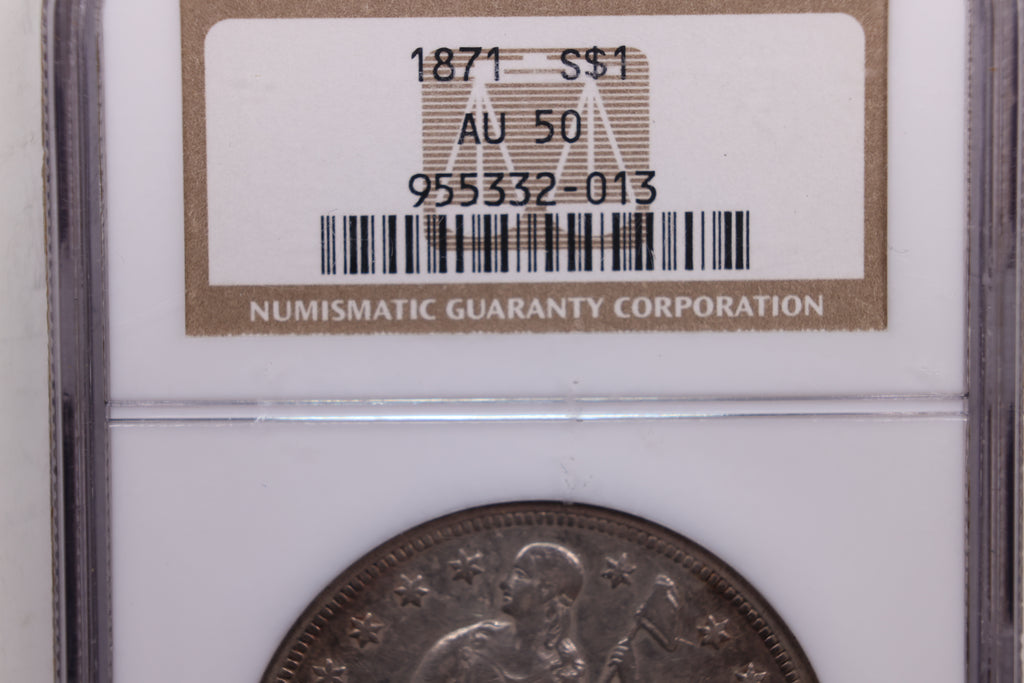 1871 S$1
AU 50
955332-013
NUMISMATIC GUARANTY CORPORATION